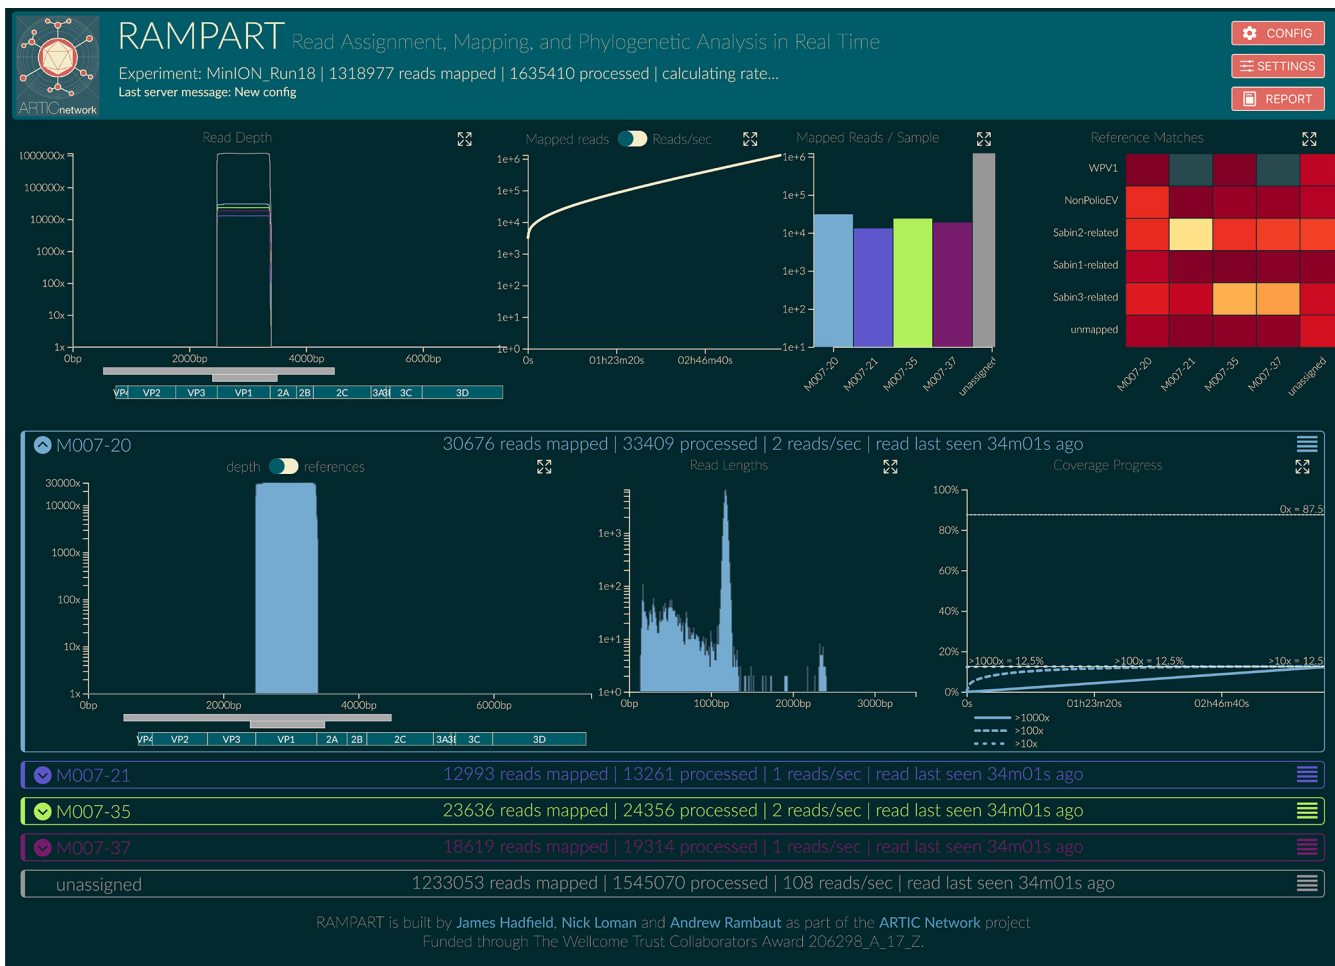 ARTICnetwork
RAMPART Read Assignment, Mapping, and Phylogenetic Analysis in Real Time
Experiment: MinION_Run18 | 1318977 reads mapped | 1635410 processed | calculating rate...
Last server message: New config
CONFIG
SETTINGS
REPORT
Read Depth
1000000x
100000x
10000x
1000x
100x
10x
1x
0bp 2000bp 4000bp 6000bp
VP4 VP2 VP3 VP1 2A 2B 2C 3A 3C 3D
Mapped reads Reads/sec
1e+6
1e+5
1e+4
1e+3
1e+2
1e+1
1e+0
0s 01h23m20s 02h46m40s
Mapped Reads / Sample
1e+6
1e+5
1e+4
1e+3
1e+2
1e+1
M007-20 M007-21 M007-35 M007-37 unassigned
Reference Matches
WPV1
NonPolioEV
Sabin2-related
Sabin1-related
Sabin3-related
unmapped
M007-20 M007-21 M007-35 M007-37 unassigned
M007-20 30676 reads mapped | 33409 processed | 2 reads/sec | read last seen 34m01s ago
depth references
30000x
10000x
1000x
100x
10x
1x
0bp 2000bp 4000bp 6000bp
VP4 VP2 VP3 VP1 2A 2B 2C 3A 3C 3D
Read Lengths
1e+3
1e+2
1e+1
1e+0
0bp 1000bp 2000bp 3000bp
Coverage Progress
100%
80%
60%
40%
20%
0%
0x = 87.5
>1000x = 12.5% >100x = 12.5% >10x = 12.5
0s 01h23m20s 02h46m40s
>1000x
>100x
>10x
M007-21 12993 reads mapped | 13261 processed | 1 reads/sec | read last seen 34m01s ago
M007-35 23636 reads mapped | 24356 processed | 2 reads/sec | read last seen 34m01s ago
M007-37 18619 reads mapped | 19314 processed | 1 reads/sec | read last seen 34m01s ago
unassigned 1233053 reads mapped | 1545070 processed | 108 reads/sec | read last seen 34m01s ago
RAMPART is built by James Hadfield, Nick Loman and Andrew Rambaut as part of the ARTIC Network project
Funded through The Wellcome Trust Collaborators Award 206298_A_17_Z.